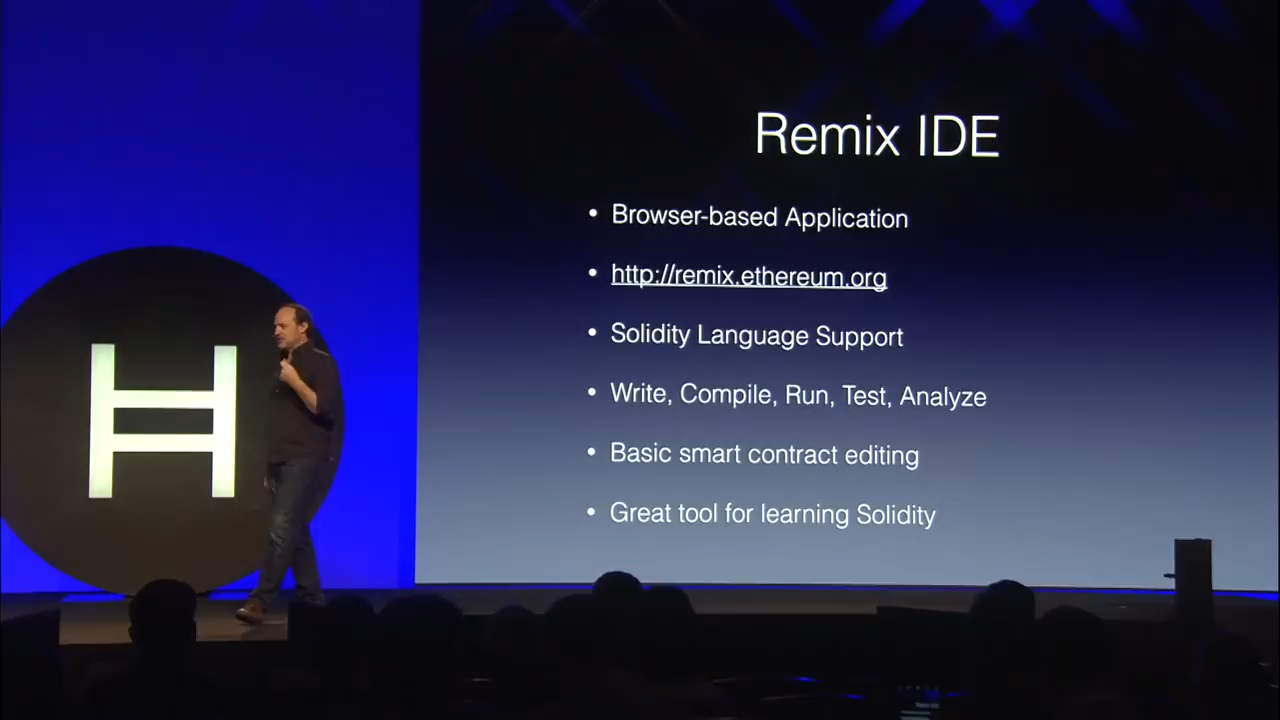 Remix IDE
• Browser-based Application
• http://remix.ethereum.org
• Solidity Language Support
• Write, Compile, Run, Test, Analyze
• Basic smart contract editing
• Great tool for learning Solidity